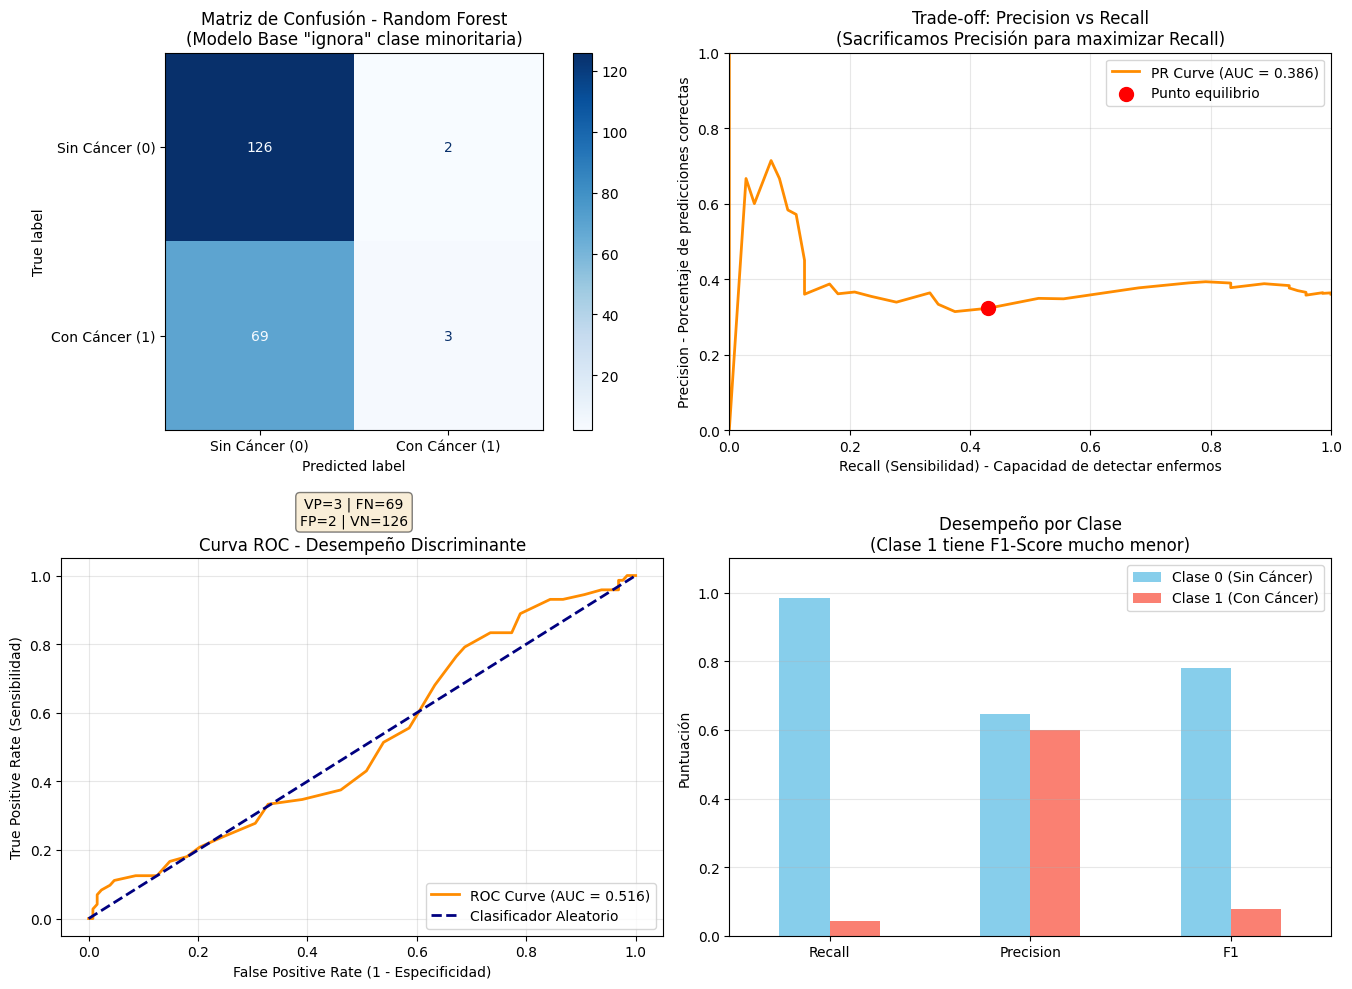 Matriz de Confusión - Random Forest
(Modelo Base "ignora" clase minoritaria)
True label
Sin Cáncer (0)
Con Cáncer (1)
126
2
69
3
Sin Cáncer (0)
Con Cáncer (1)
Predicted label
120
100
80
60
40
20
Trade-off: Precision vs Recall
(Sacrificamos Precisión para maximizar Recall)
Precision - Porcentaje de predicciones correctas
1.0
0.8
0.6
0.4
0.2
0.0
PR Curve (AUC = 0.386)
Punto equilibrio
0.0
0.2
0.4
0.6
0.8
1.0
Recall (Sensibilidad) - Capacidad de detectar enfermos
VP=3 | FN=69
FP=2 | VN=126
Curva ROC - Desempeño Discriminante
True Positive Rate (Sensibilidad)
1.0
0.8
0.6
0.4
0.2
0.0
ROC Curve (AUC = 0.516)
Clasificador Aleatorio
0.0
0.2
0.4
0.6
0.8
1.0
False Positive Rate (1 - Especificidad)
Desempeño por Clase
(Clase 1 tiene F1-Score mucho menor)
Puntuación
1.0
0.8
0.6
0.4
0.2
0.0
Clase 0 (Sin Cáncer)
Clase 1 (Con Cáncer)
Recall
Precision
F1